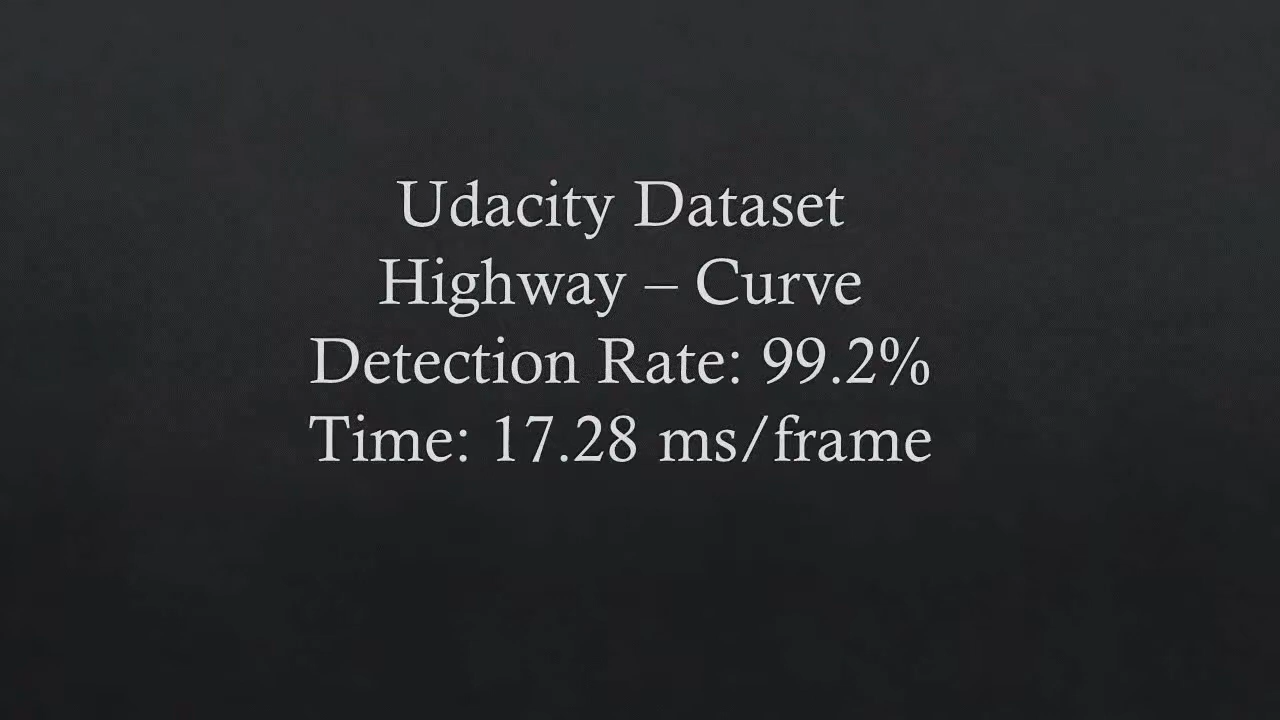 Udacity Dataset
Highway – Curve
Detection Rate: 99.2%
Time: 17.28 ms/frame